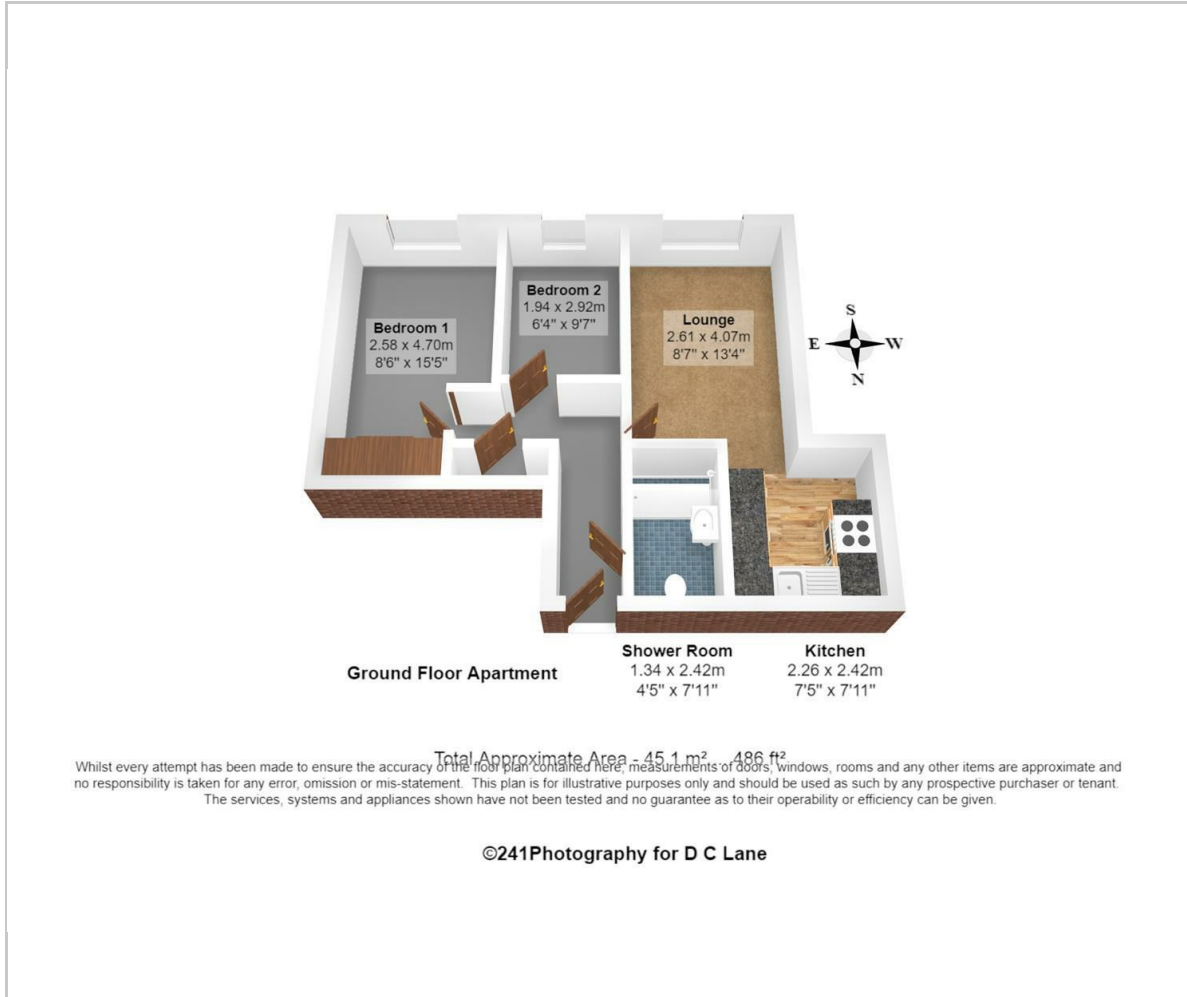 Bedroom 1
2.58 x 4.70m
8'6" x 15'5"
Bedroom 2
1.94 x 2.92m
6'4" x 9'7"
Lounge
2.61 x 4.07m
8'7" x 13'4"
S
E
W
N
Ground Floor Apartment
Shower Room
1.34 x 2.42m
4'5" x 7'11"
Kitchen
2.26 x 2.42m
7'5" x 7'11"
Total Approximate Area - 45.1 m² ... 486 ft²
Whilst every attempt has been made to ensure the accuracy of the floor plan contained here, measurements of doors, windows, rooms and any other items are approximate and
no responsibility is taken for any error, omission or mis-statement. This plan is for illustrative purposes only and should be used as such by any prospective purchaser or tenant.
The services, systems and appliances shown have not been tested and no guarantee as to their operability or efficiency can be given.
©241Photography for D C Lane